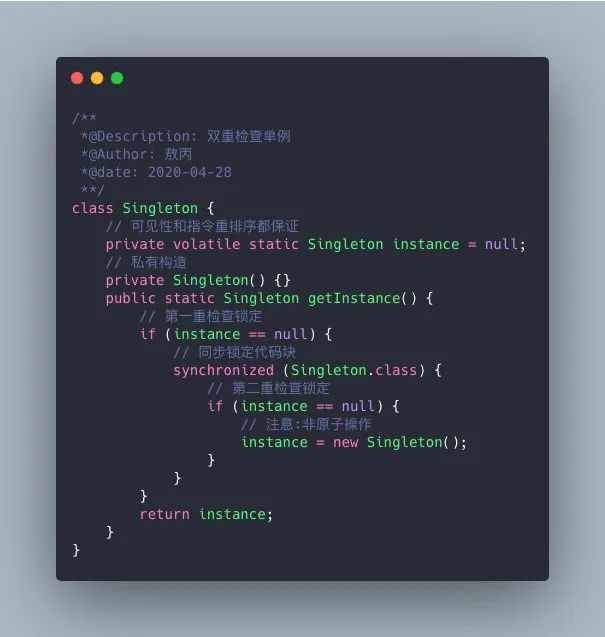 /**
 *@Description: 双重检查单例
 *@Author: 敖丙
 *@date: 2020-04-28
 **/
class Singleton {
    // 可见性和指令重排序都保证
    private volatile static Singleton instance = null;
    // 私有构造
    private Singleton() {}
    public static Singleton getInstance() {
        // 第一重检查锁定
        if (instance == null) {
            // 同步锁定代码块
            synchronized (Singleton.class) {
                // 第二重检查锁定
                if (instance == null) {
                    // 注意:非原子操作
                    instance = new Singleton();
                }
            }
        }
        return instance;
    }
}